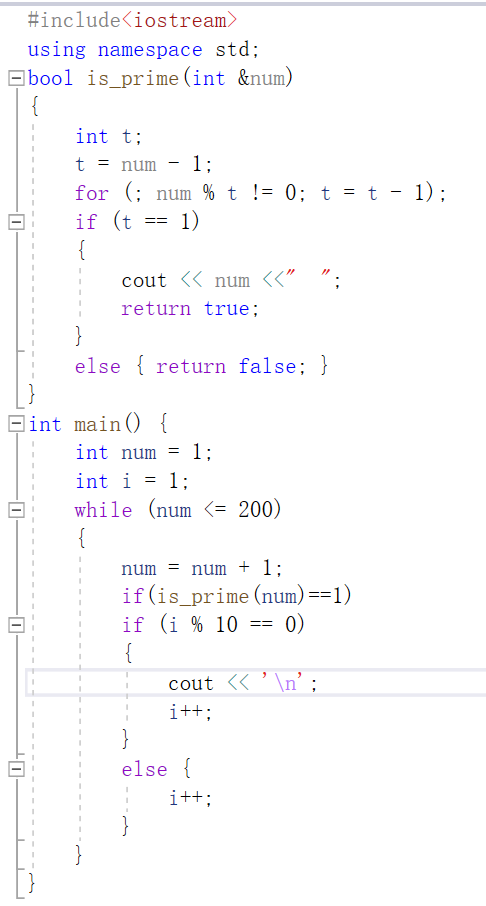 #include<iostream>
using namespace std;
bool is_prime(int &num)
{
    int t;
    t = num - 1;
    for (; num % t != 0; t = t - 1);
    if (t == 1)
    {
        cout << num <<"  ";
        return true;
    }
    else { return false; }
}
int main() {
    int num = 1;
    int i = 1;
    while (num <= 200)
    {
        num = num + 1;
        if(is_prime(num)==1)
        if (i % 10 == 0)
        {
            cout << '\n';
            i++;
        }
        else {
            i++;
        }
    }
}